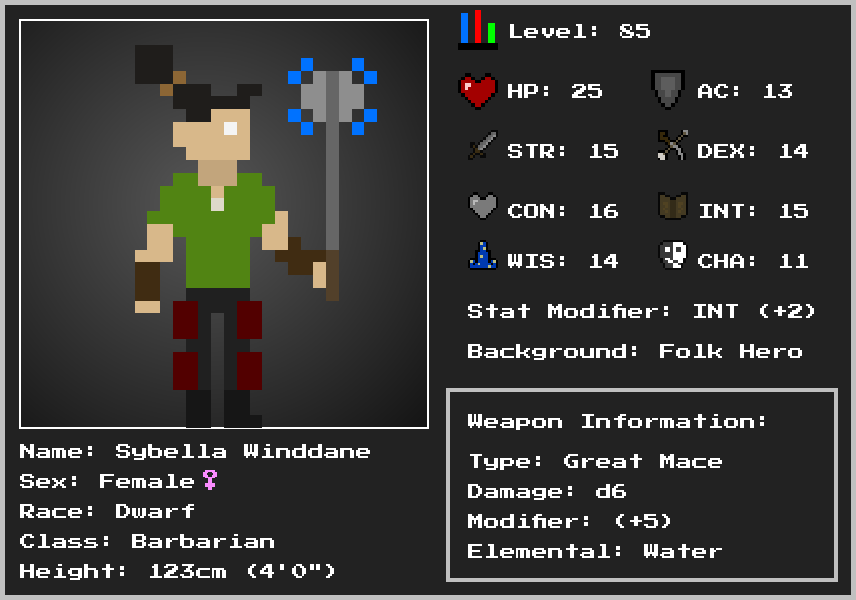 Level: 85
HP: 25
AC: 13
STR: 15
DEX: 14
CON: 16
INT: 15
WIS: 14
CHA: 11
Stat Modifier: INT (+2)
Background: Folk Hero
Weapon Information:
Type: Great Mace
Damage: d6
Modifier: (+5)
Elemental: Water
Name: Sybella Winddane
Sex: Female♀
Race: Dwarf
Class: Barbarian
Height: 123cm (4'0")